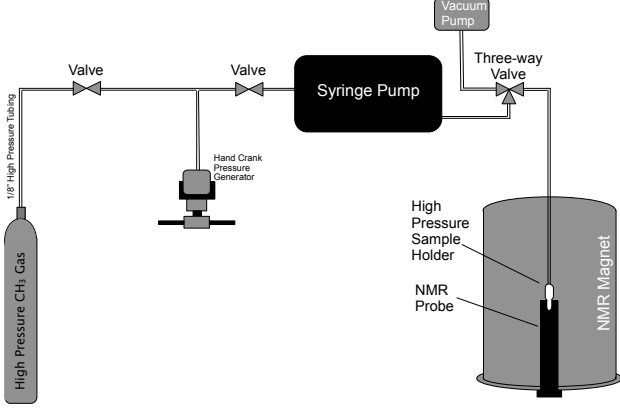 Vacuum
Pump
Three-way
Valve
Valve
Valve
Syringe Pump
1/8" High Pressure Tubing
Hand Crank
Pressure
Generator
High Pressure CH₃ Gas
High
Pressure
Sample
Holder
NMR
Probe
NMR Magnet